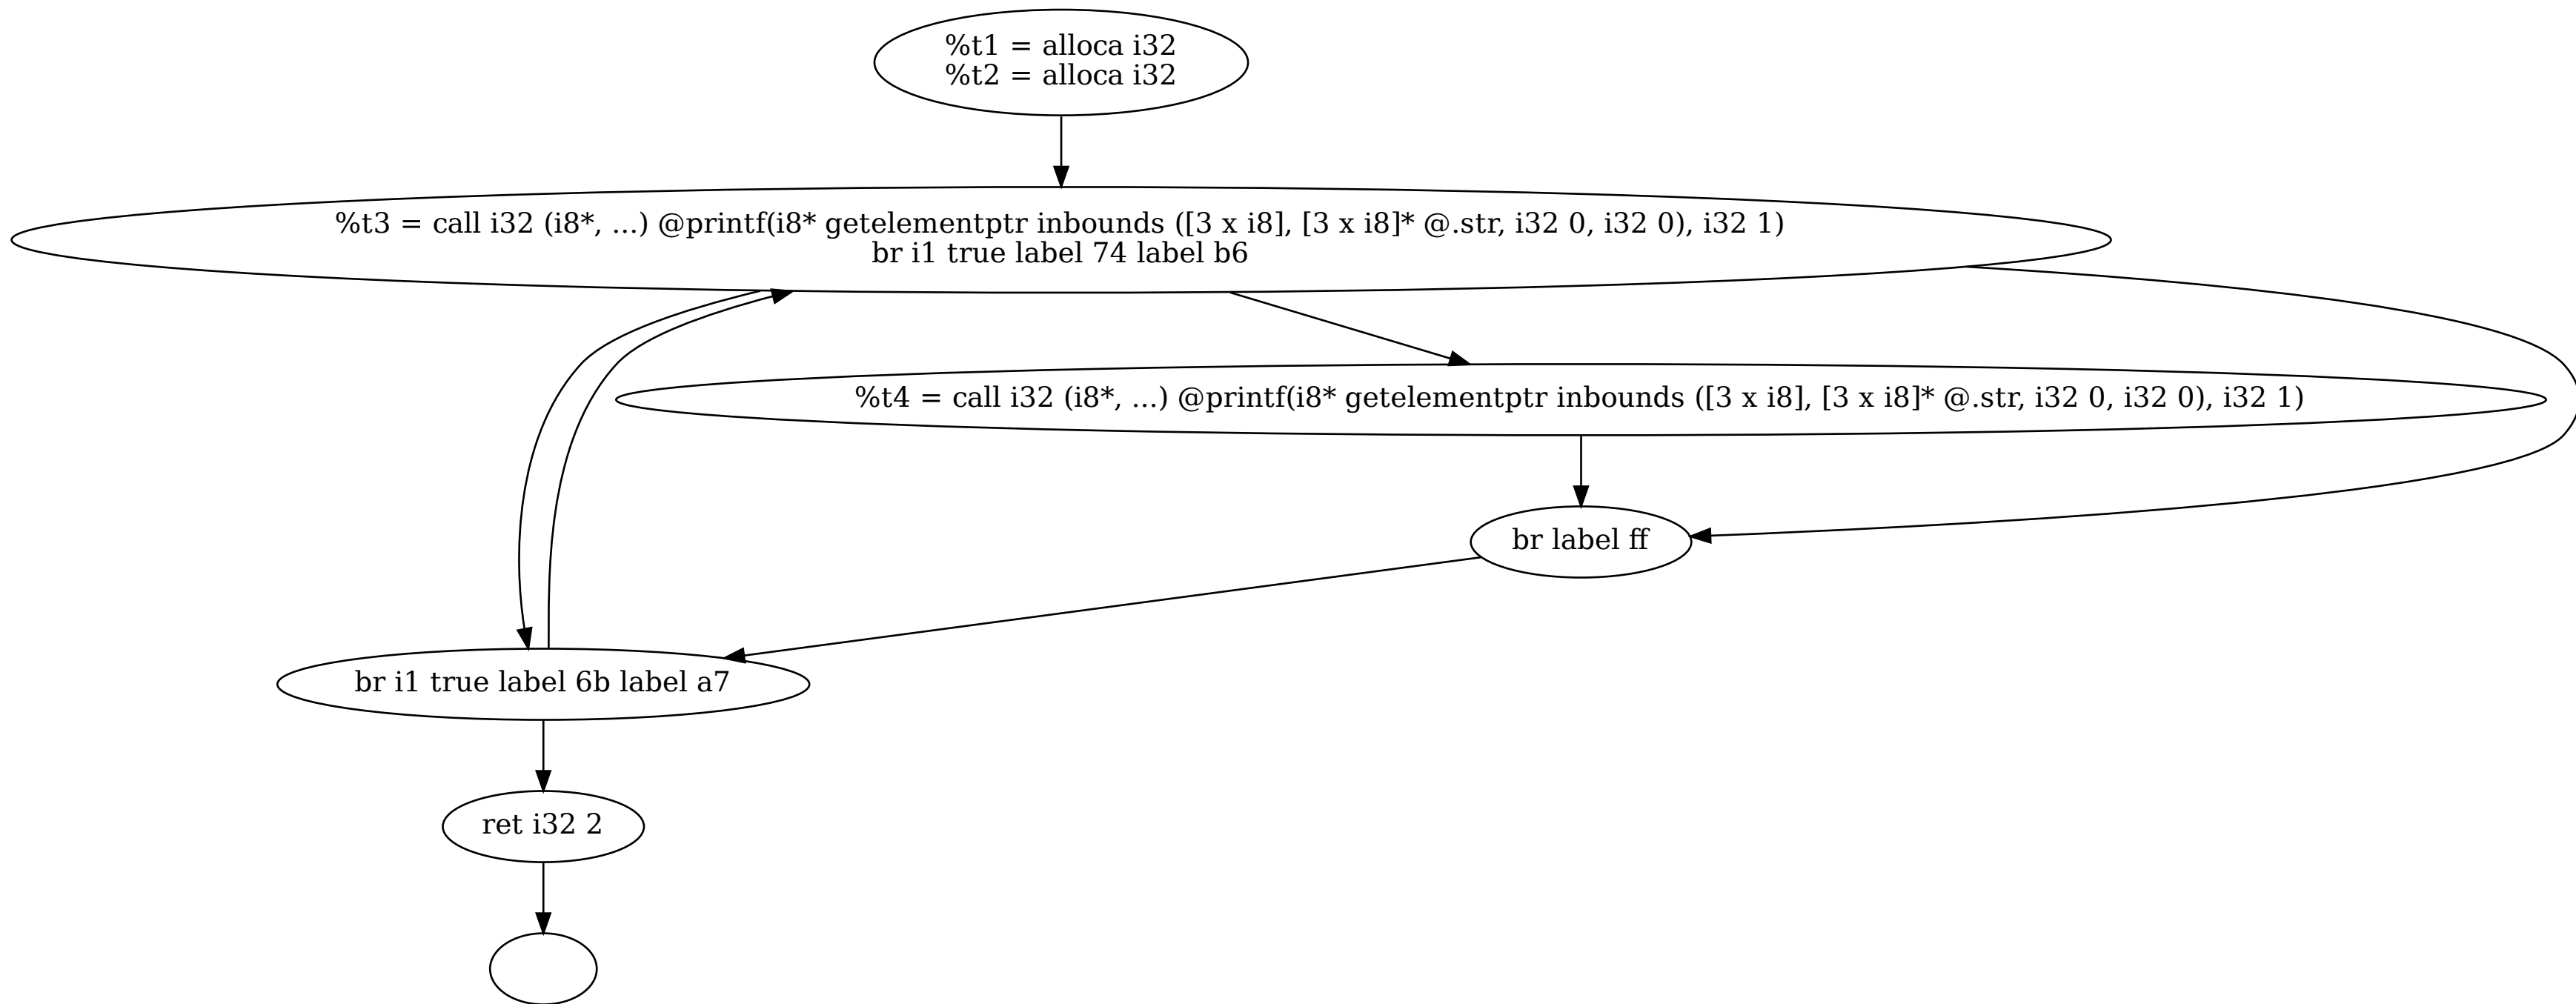 %t1 = alloca i32
%t2 = alloca i32
%t3 = call i32 (i8*, ...) @printf(i8* getelementptr inbounds ([3 x i8], [3 x i8]* @.str, i32 0, i32 0), i32 1)
br i1 true label 74 label b6
%t4 = call i32 (i8*, ...) @printf(i8* getelementptr inbounds ([3 x i8], [3 x i8]* @.str, i32 0, i32 0), i32 1)
br label ff
br i1 true label 6b label a7
ret i32 2